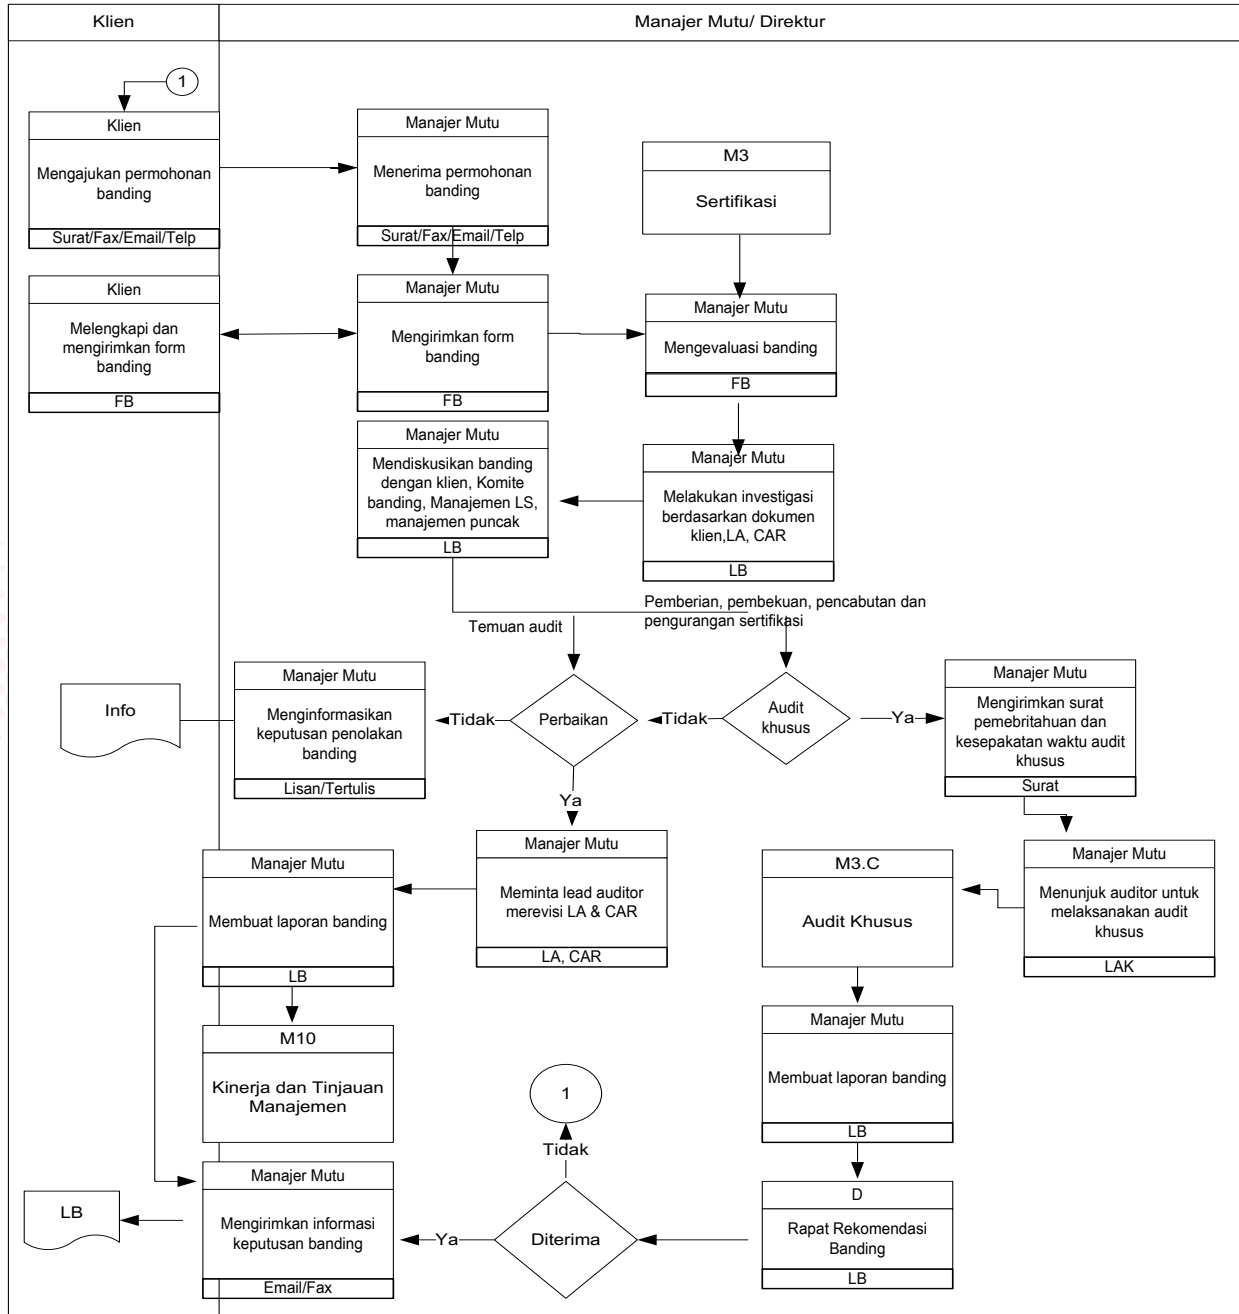 Klien
Manajer Mutu/ Direktur
1
Klien
Mengajukan permohonan
banding
Surat/Fax/Email/Telp
Manajer Mutu
Menerima permohonan
banding
Surat/Fax/Email/Telp
M3
Sertifikasi
Klien
Melengkapi dan
mengirimkan form
banding
FB
Manajer Mutu
Mengirimkan form
banding
FB
Manajer Mutu
Mengevaluasi banding
FB
Manajer Mutu
Mendiskusikan banding
dengan klien, Komite
banding, Manajemen LS,
manajemen puncak
LB
Manajer Mutu
Melakukan investigasi
berdasarkan dokumen
klien,LA, CAR
LB
Temuan audit
Pemberian, pembekuan, pencabutan dan
pengurangan sertifikasi
Info
Manajer Mutu
Menginformasikan
keputusan penolakan
banding
Lisan/Tertulis
Tidak
Perbaikan
Tidak
Audit
khusus
Ya
Manajer Mutu
Mengirimkan surat
pemebritahuan dan
kesepakatan waktu audit
khusus
Surat
Ya
Manajer Mutu
Membuat laporan banding
LB
Manajer Mutu
Meminta lead auditor
merevisi LA & CAR
LA, CAR
M3.C
Audit Khusus
Manajer Mutu
Menunjuk auditor untuk
melaksanakan audit
khusus
LAK
M10
Kinerja dan Tinjauan
Manajemen
1
Tidak
Manajer Mutu
Membuat laporan banding
LB
LB
Manajer Mutu
Mengirimkan informasi
keputusan banding
Email/Fax
Ya
Diterima
D
Rapat Rekomendasi
Banding
LB